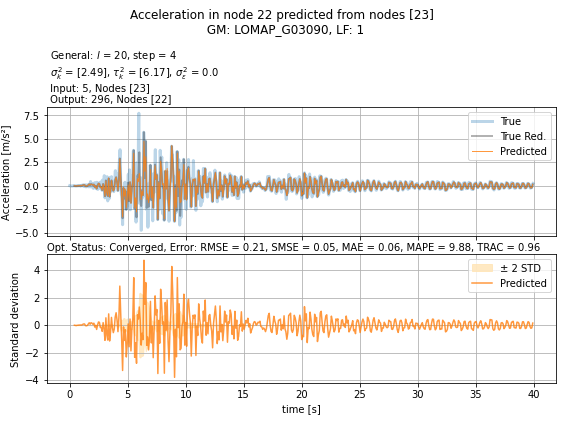 Acceleration in node 22 predicted from nodes [23]
GM: LOMAP_G03090, LF: 1
General: l = 20, step = 4
σ²ₖ = [2.49], τ²ₖ = [6.17], σ²ε = 0.0
Input: 5, Nodes [23]
Output: 296, Nodes [22]
Acceleration [m/s²]
7.5
5.0
2.5
0.0
−2.5
−5.0
True
True Red.
Predicted
Opt. Status: Converged, Error: RMSE = 0.21, SMSE = 0.05, MAE = 0.06, MAPE = 9.88, TRAC = 0.96
Standard deviation
4
2
0
−2
−4
± 2 STD
Predicted
0 5 10 15 20 25 30 35 40
time [s]